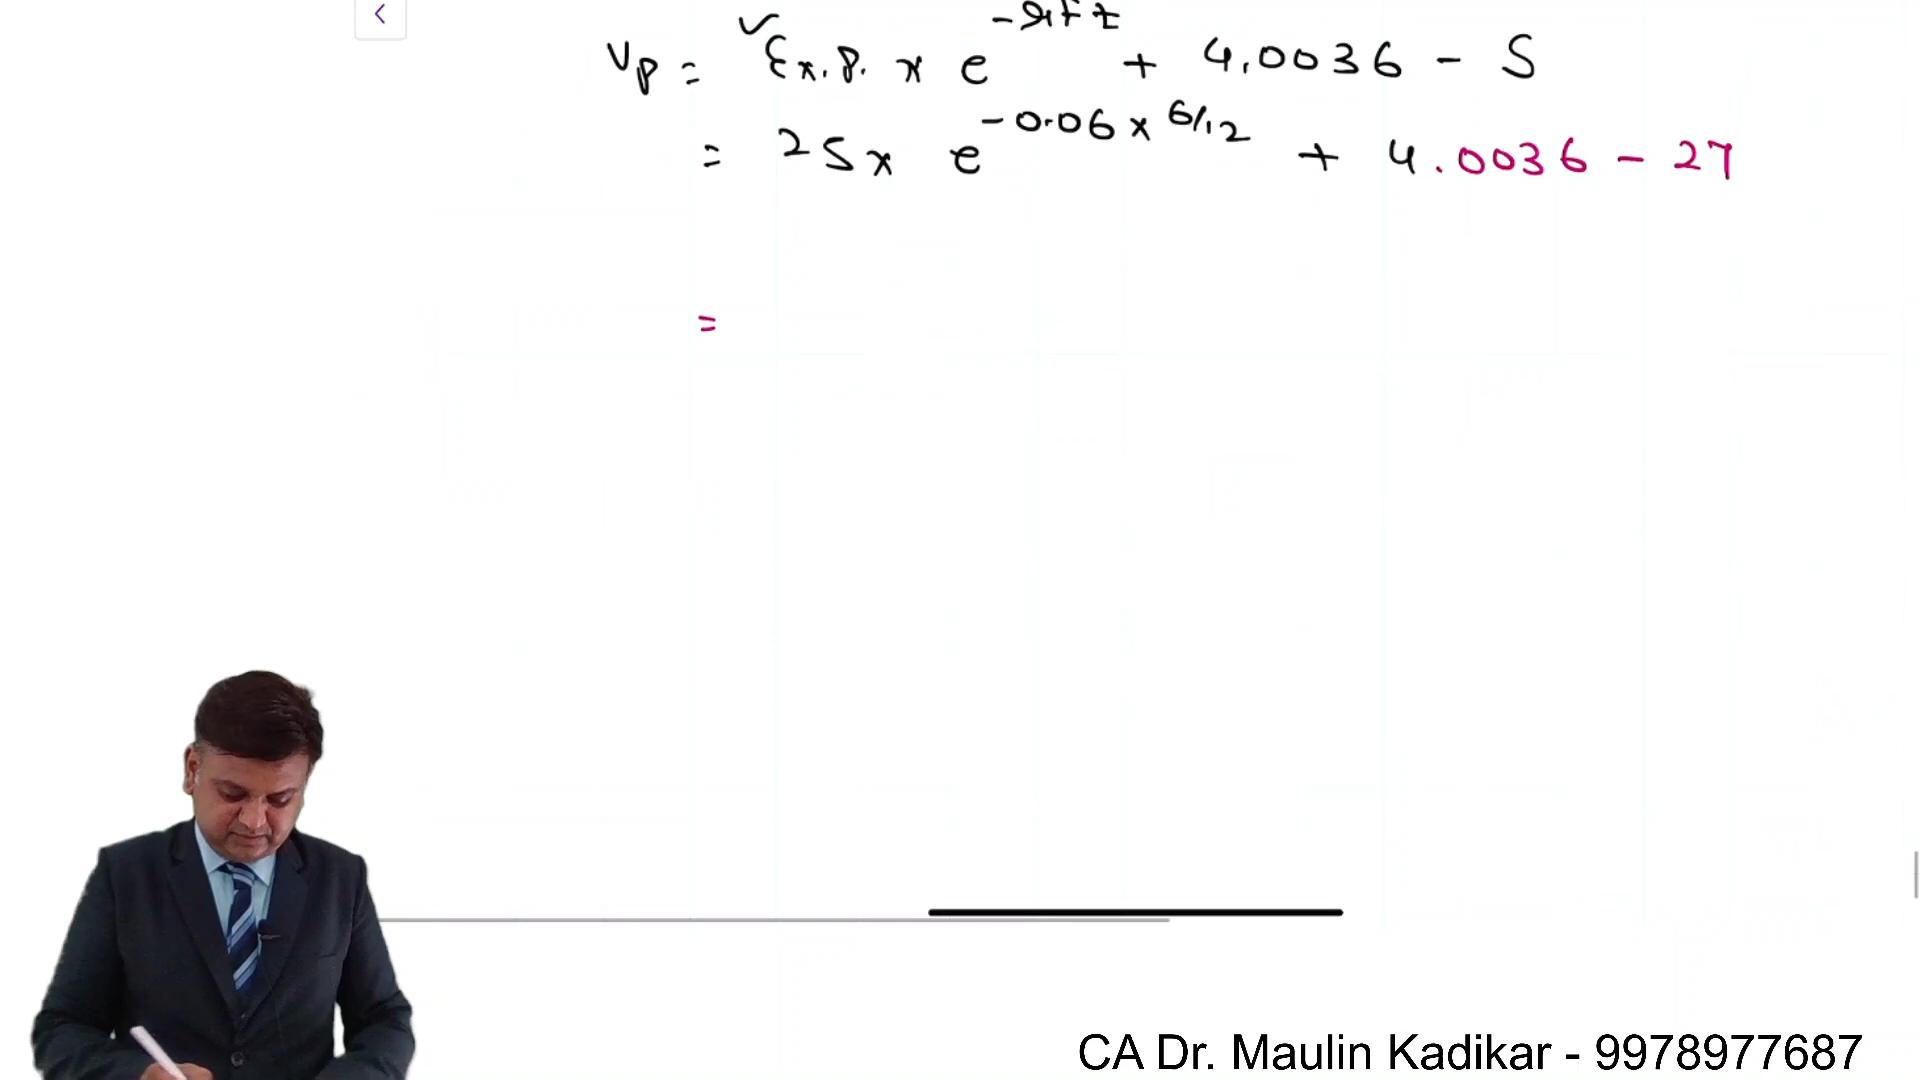 Vp = Ex. P. x e^-rf t + 4.0036 - S
= 25 x e^-0.06 x 6/12 + 4.0036 - 27
=
CA Dr. Maulin Kadikar - 9978977687